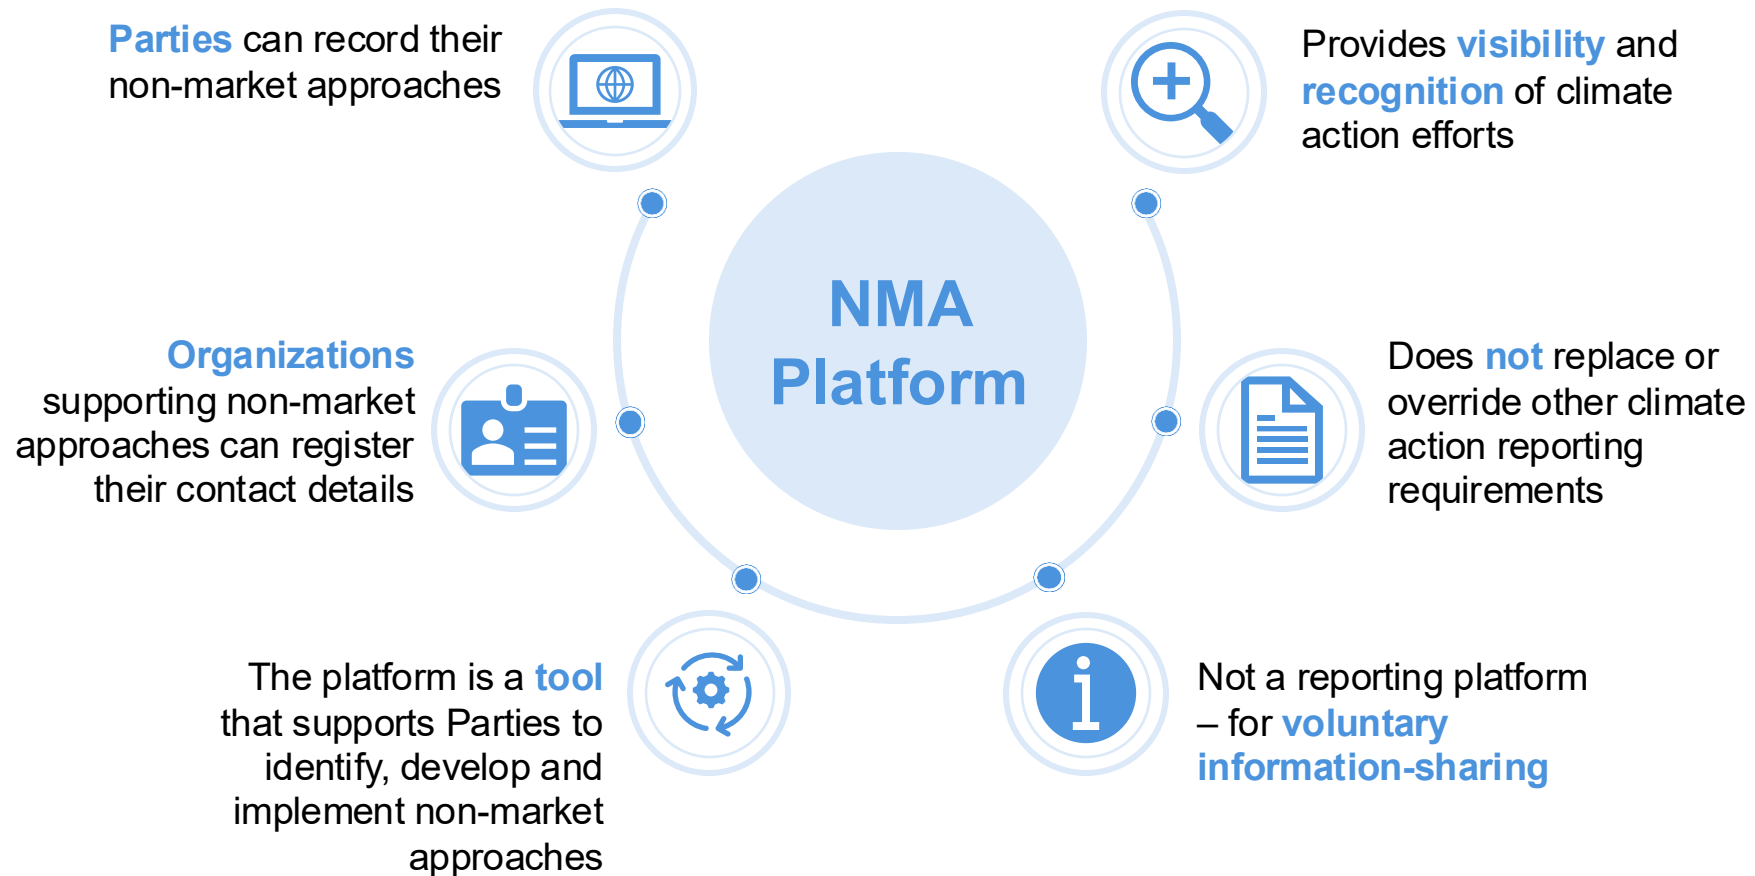 Parties can record their
non-market approaches
Organizations
supporting non-market
approaches can register
their contact details
The platform is a tool
that supports Parties to
identify, develop and
implement non-market
approaches
NMA
Platform
Provides visibility and
recognition of climate
action efforts
Does not replace or
override other climate
action reporting
requirements
Not a reporting platform
– for voluntary
information-sharing